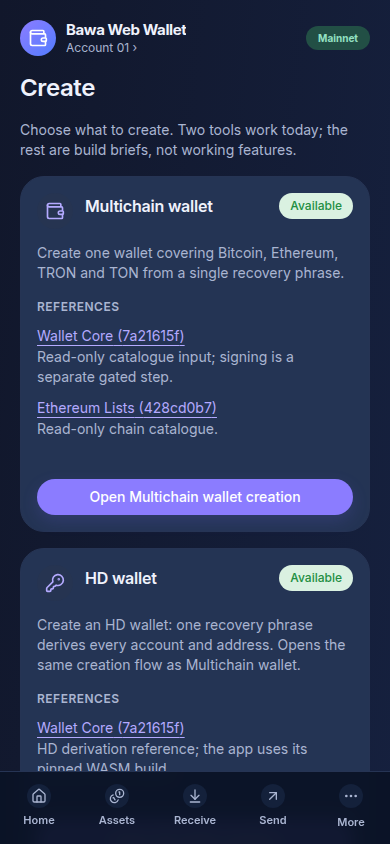 Bawa Web Wallet
Account 01 ›
Mainnet
Create
Choose what to create. Two tools work today; the
rest are build briefs, not working features.
Multichain wallet
Available
Create one wallet covering Bitcoin, Ethereum,
TRON and TON from a single recovery phrase.
REFERENCES
Wallet Core (7a21615f)
Read-only catalogue input; signing is a
separate gated step.
Ethereum Lists (428cd0b7)
Read-only chain catalogue.
Open Multichain wallet creation
HD wallet
Available
Create an HD wallet: one recovery phrase
derives every account and address. Opens the
same creation flow as Multichain wallet.
REFERENCES
Wallet Core (7a21615f)
HD derivation reference; the app uses its
pinned WASM build
Home
Assets
Receive
Send
More